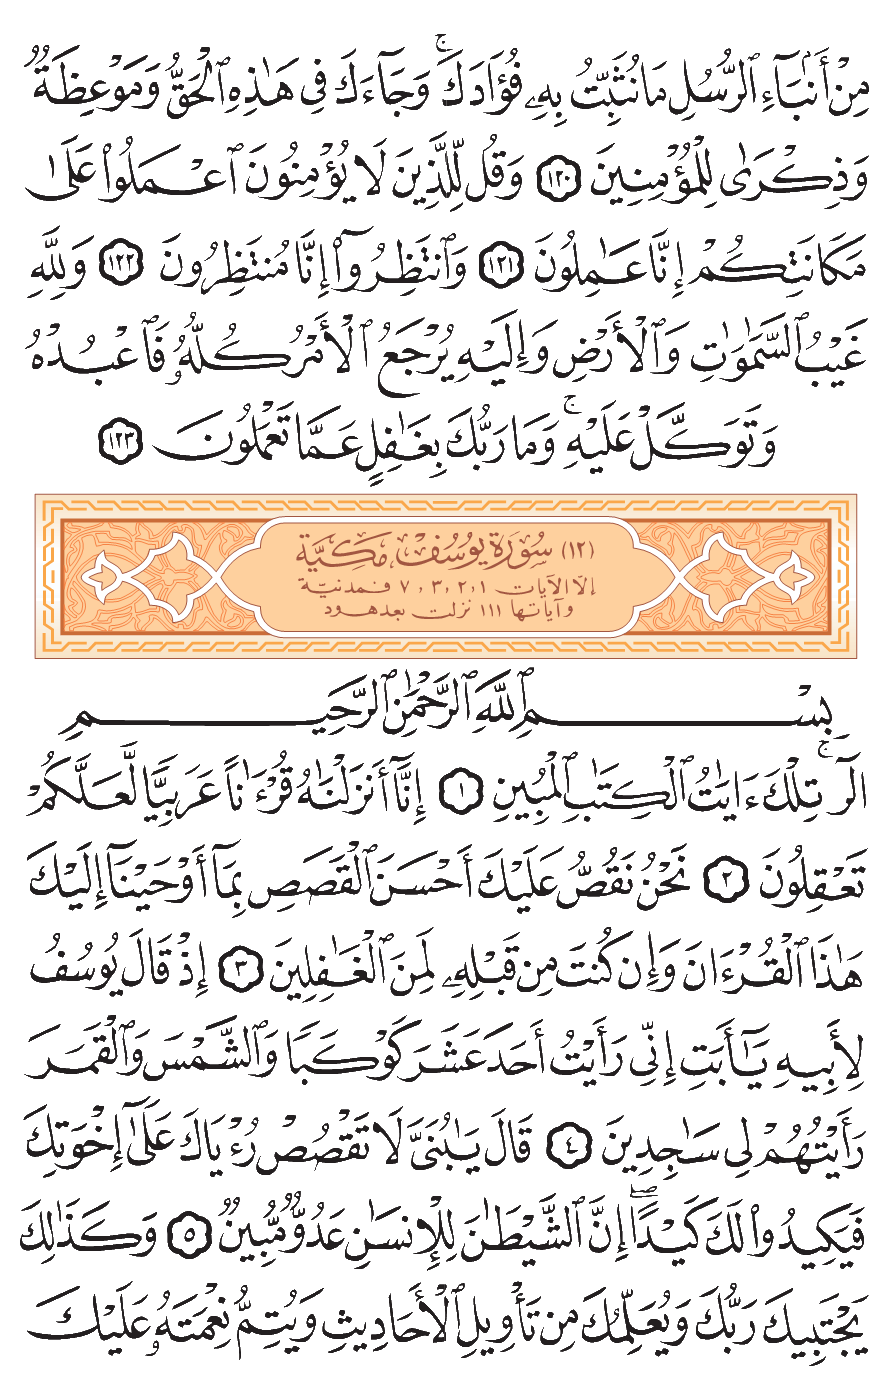 مِنْ أَنۢبَآءِ ٱلرُّسُلِ مَا نُثَبِّتُ بِهِۦ فُؤَادَكَ ۚ وَجَآءَكَ فِى هَٰذِهِ ٱلْحَقُّ وَمَوْعِظَةٌ
وَذِكْرَىٰ لِلْمُؤْمِنِينَ ١٢٠ وَقُل لِّلَّذِينَ لَا يُؤْمِنُونَ ٱعْمَلُوا۟ عَلَىٰ
مَكَانَتِكُمْ إِنَّا عَٰمِلُونَ ١٢١ وَٱنتَظِرُوٓا۟ إِنَّا مُنتَظِرُونَ ١٢٢ وَلِلَّهِ
غَيْبُ ٱلسَّمَٰوَٰتِ وَٱلْأَرْضِ وَإِلَيْهِ يُرْجَعُ ٱلْأَمْرُ كُلُّهُۥ فَٱعْبُدْهُ
وَتَوَكَّلْ عَلَيْهِ ۚ وَمَا رَبُّكَ بِغَٰفِلٍ عَمَّا تَعْمَلُونَ ١٢٣
(١٢) سُورَة يُوسُفْ مَكِيَّة
إلا الآيات ١، ٢، ٣، ٧ فمدنية
وآياتها ١١١ نزلت بعد هود
بِسْمِ ٱللَّهِ ٱلرَّحْمَٰنِ ٱلرَّحِيمِ
الٓر ۚ تِلْكَ ءَايَٰتُ ٱلْكِتَٰبِ ٱلْمُبِينِ ١ إِنَّآ أَنزَلْنَٰهُ قُرْءَٰنًا عَرَبِيًّا لَّعَلَّكُمْ
تَعْقِلُونَ ٢ نَحْنُ نَقُصُّ عَلَيْكَ أَحْسَنَ ٱلْقَصَصِ بِمَآ أَوْحَيْنَآ إِلَيْكَ
هَٰذَا ٱلْقُرْءَانَ وَإِن كُنتَ مِن قَبْلِهِۦ لَمِنَ ٱلْغَٰفِلِينَ ٣ إِذْ قَالَ يُوسُفُ
لِأَبِيهِ يَٰٓأَبَتِ إِنِّى رَأَيْتُ أَحَدَ عَشَرَ كَوْكَبًا وَٱلشَّمْسَ وَٱلْقَمَرَ
رَأَيْتُهُمْ لِى سَٰجِدِينَ ٤ قَالَ يَٰبُنَىَّ لَا تَقْصُصْ رُءْيَاكَ عَلَىٰٓ إِخْوَتِكَ
فَيَكِيدُوا۟ لَكَ كَيْدًا ۖ إِنَّ ٱلشَّيْطَٰنَ لِلْإِنسَٰنِ عَدُوٌّ مُّبِينٌ ٥ وَكَذَٰلِكَ
يَجْتَبِيكَ رَبُّكَ وَيُعَلِّمُكَ مِن تَأْوِيلِ ٱلْأَحَادِيثِ وَيُتِمُّ نِعْمَتَهُۥ عَلَيْكَ